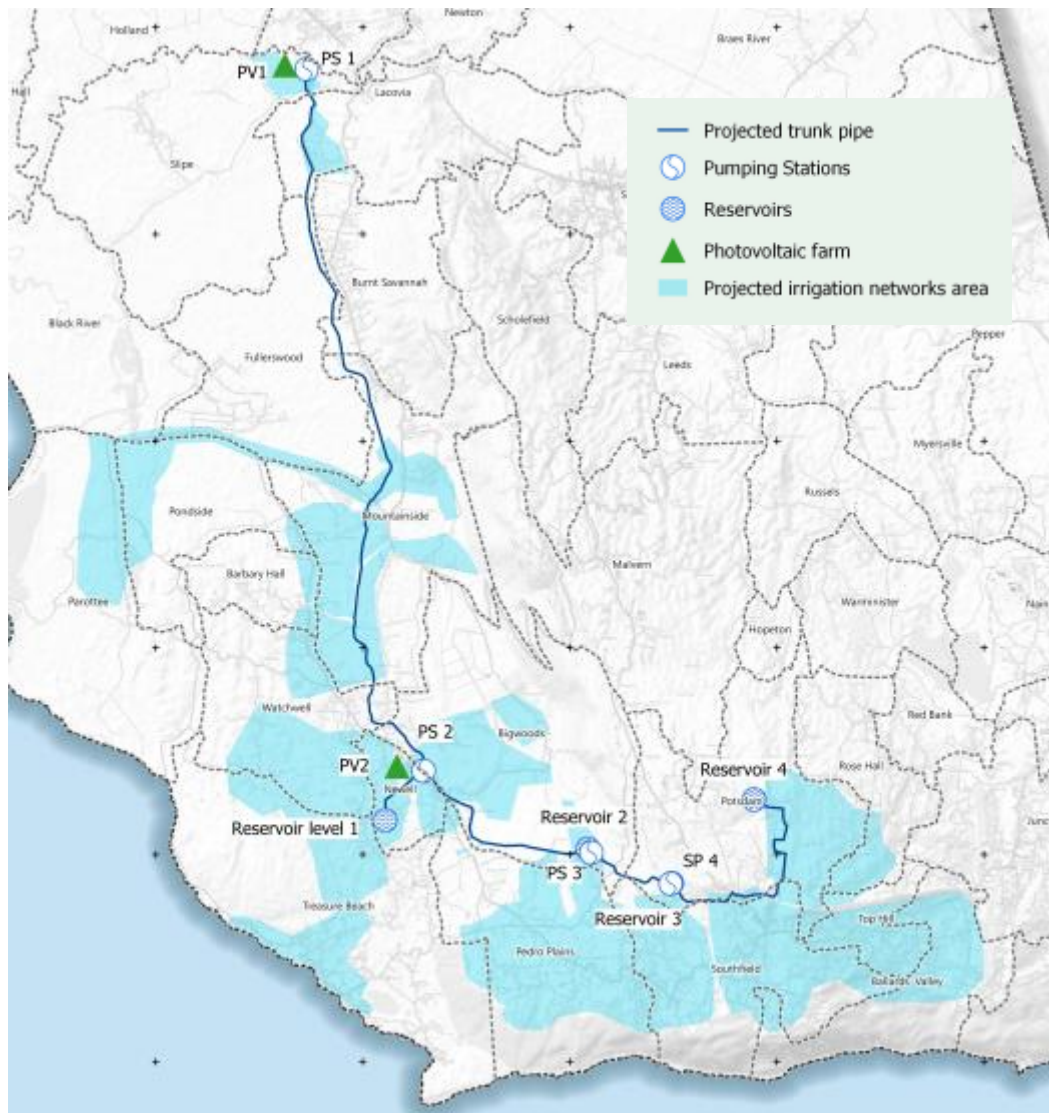 Newton
Holland
Braes River
PS 1
PV1
Lacovia
Projected trunk pipe
Slipe
Pumping Stations
Reservoirs
Photovoltaic farm
Burnt Savannah
Projected irrigation networks area
Black River
Scholefield
Pepper
Fullerswood
Leeds
Myersville
Russels
Pondside
Mountainside
Barbary Hall
Malvern
Parottee
Warminister
Hopeton
Watchwell
Red Bank
PS 2
Bigwoods
PV2
Rose Hall
Reservoir 4
Newell
Potsdam
Reservoir level 1
Reservoir 2
PS 3
SP 4
Treasure Beach
Reservoir 3
Top Hill
Pedro Plains
Southfield
Ballards Valley